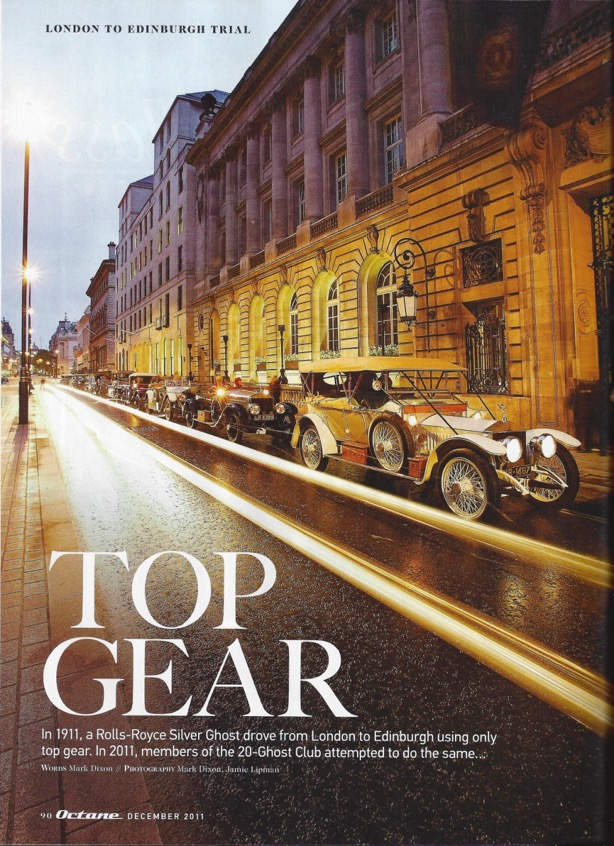 LONDON TO EDINBURGH TRIAL
TOP
GEAR
In 1911, a Rolls-Royce Silver Ghost drove from London to Edinburgh using only
top gear. In 2011, members of the 20-Ghost Club attempted to do the same...
WORDS Mark Dixon // PHOTOGRAPHY Mark Dixon, Jamie Lipman
90 Octane DECEMBER 2011